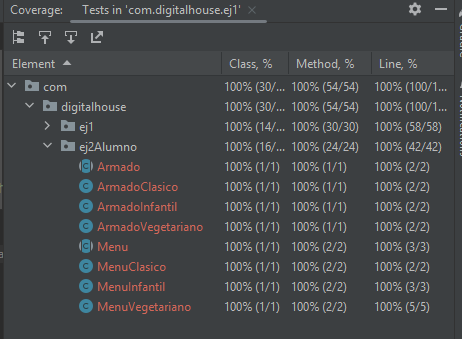 Coverage: Tests in 'com.digitalhouse.ej1'
Element Class, % Method, % Line, %
com 100% (30/... 100% (54/54) 100% (100/1...
digitalhouse 100% (30/... 100% (54/54) 100% (100/1...
ej1 100% (14/... 100% (30/30) 100% (58/58)
ej2Alumno 100% (16/... 100% (24/24) 100% (42/42)
Armado 100% (1/1) 100% (1/1) 100% (2/2)
ArmadoClasico 100% (1/1) 100% (1/1) 100% (2/2)
ArmadoInfantil 100% (1/1) 100% (1/1) 100% (2/2)
ArmadoVegetariano 100% (1/1) 100% (1/1) 100% (2/2)
Menu 100% (1/1) 100% (2/2) 100% (3/3)
MenuClasico 100% (1/1) 100% (2/2) 100% (2/2)
MenuInfantil 100% (1/1) 100% (2/2) 100% (3/3)
MenuVegetariano 100% (1/1) 100% (2/2) 100% (5/5)